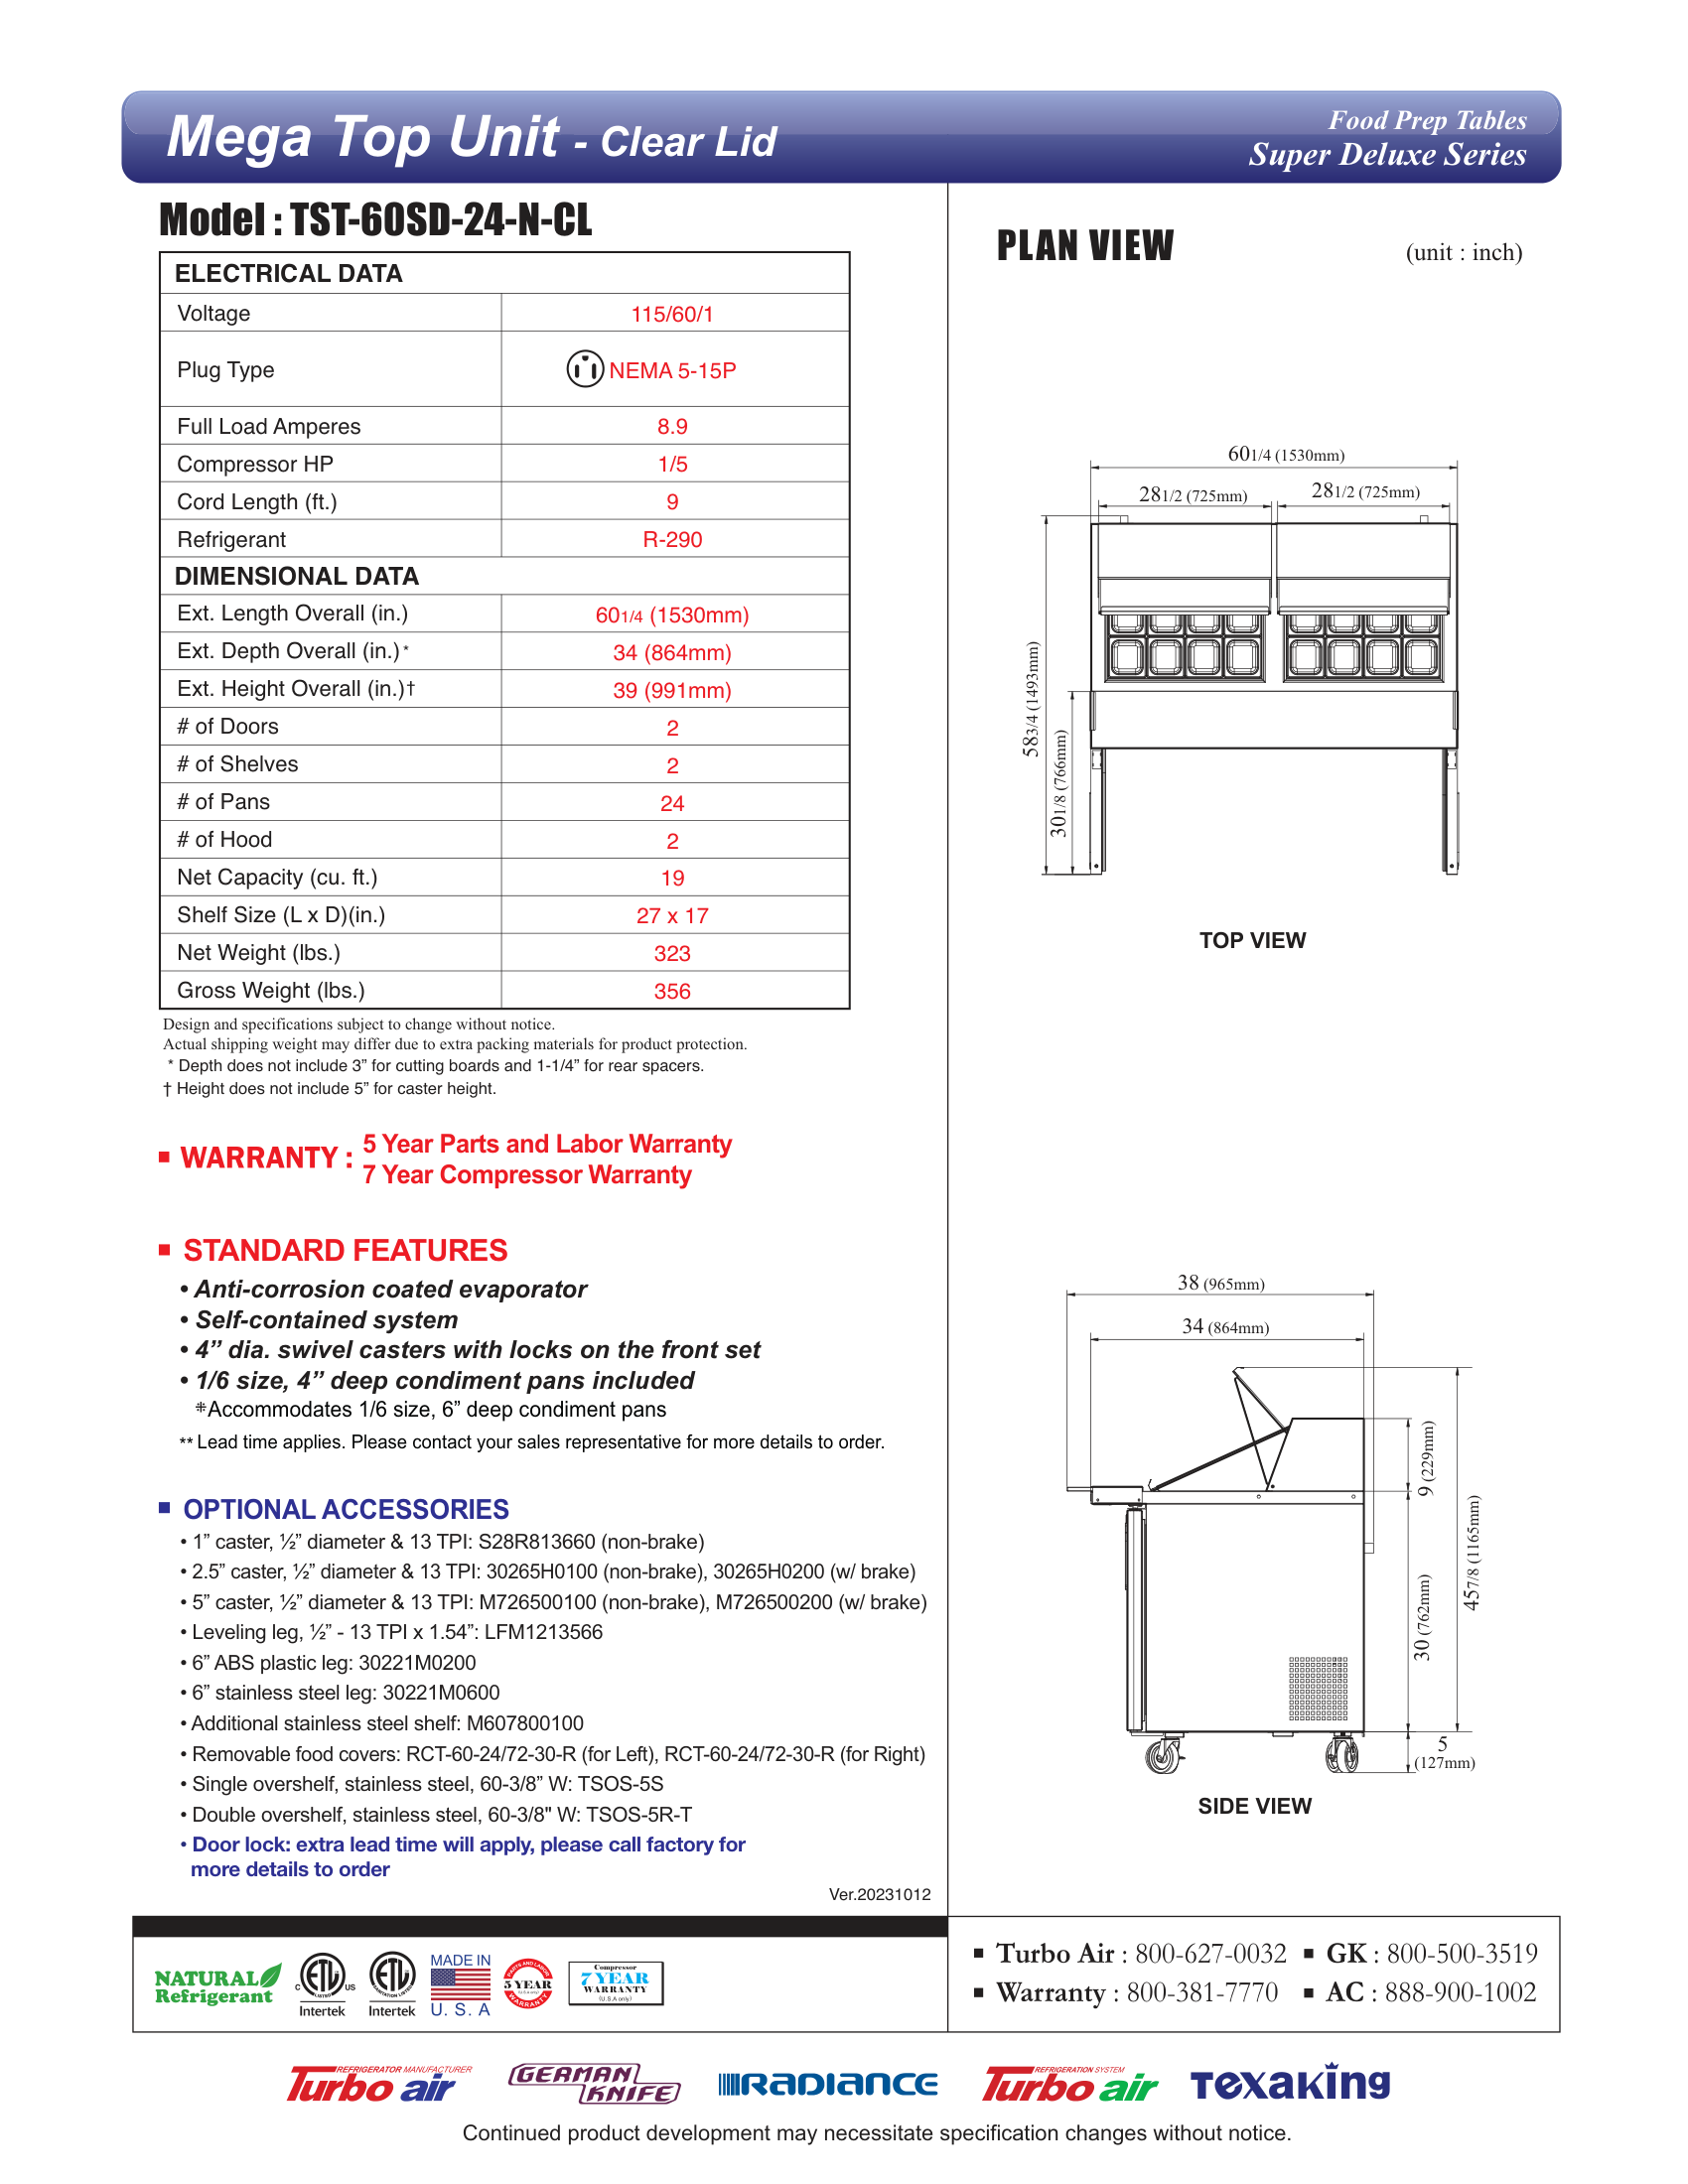 Mega Top Unit - Clear Lid
Food Prep Tables
Super Deluxe Series
Model : TST-60SD-24-N-CL
ELECTRICAL DATA
Voltage 115/60/1
Plug Type NEMA 5-15P
Full Load Amperes 8.9
Compressor HP 1/5
Cord Length (ft.) 9
Refrigerant R-290
DIMENSIONAL DATA
Ext. Length Overall (in.) 601/4 (1530mm)
Ext. Depth Overall (in.)* 34 (864mm)
Ext. Height Overall (in.)† 39 (991mm)
# of Doors 2
# of Shelves 2
# of Pans 24
# of Hood 2
Net Capacity (cu. ft.) 19
Shelf Size (L x D)(in.) 27 x 17
Net Weight (lbs.) 323
Gross Weight (lbs.) 356
Design and specifications subject to change without notice.
Actual shipping weight may differ due to extra packing materials for product protection.
* Depth does not include 3” for cutting boards and 1-1/4” for rear spacers.
† Height does not include 5” for caster height.
■ WARRANTY : 5 Year Parts and Labor Warranty
7 Year Compressor Warranty
■ STANDARD FEATURES
• Anti-corrosion coated evaporator
• Self-contained system
• 4” dia. swivel casters with locks on the front set
• 1/6 size, 4” deep condiment pans included
⁜Accommodates 1/6 size, 6” deep condiment pans
** Lead time applies. Please contact your sales representative for more details to order.
■ OPTIONAL ACCESSORIES
• 1” caster, ½” diameter & 13 TPI: S28R813660 (non-brake)
• 2.5” caster, ½” diameter & 13 TPI: 30265H0100 (non-brake), 30265H0200 (w/ brake)
• 5” caster, ½” diameter & 13 TPI: M726500100 (non-brake), M726500200 (w/ brake)
• Leveling leg, ½” - 13 TPI x 1.54”: LFM1213566
• 6” ABS plastic leg: 30221M0200
• 6” stainless steel leg: 30221M0600
• Additional stainless steel shelf: M607800100
• Removable food covers: RCT-60-24/72-30-R (for Left), RCT-60-24/72-30-R (for Right)
• Single overshelf, stainless steel, 60-3/8” W: TSOS-5S
• Double overshelf, stainless steel, 60-3/8" W: TSOS-5R-T
• Door lock: extra lead time will apply, please call factory for
more details to order
Ver.20231012
PLAN VIEW (unit : inch)
601/4 (1530mm)
281/2 (725mm) 281/2 (725mm)
583/4 (1493mm)
301/8 (766mm)
TOP VIEW
38 (965mm)
34 (864mm)
9 (229mm)
457/8 (1165mm)
30 (762mm)
5
(127mm)
SIDE VIEW
NATURAL
Refrigerant
C ETL US
LISTED
Intertek
ETL
Intertek
MADE IN
U. S. A
PARTS AND LABOR
5 YEAR
(U.S.A only)
WARRANTY
Compressor
7 YEAR
WARRANTY
(U.S.A only)
■ Turbo Air : 800-627-0032 ■ GK : 800-500-3519
■ Warranty : 800-381-7770 ■ AC : 888-900-1002
REFRIGERATOR MANUFACTURER
Turbo air
GERMAN
KNIFE
RADIANCE
REFRIGERATION SYSTEM
Turbo air
Texaking
Continued product development may necessitate specification changes without notice.